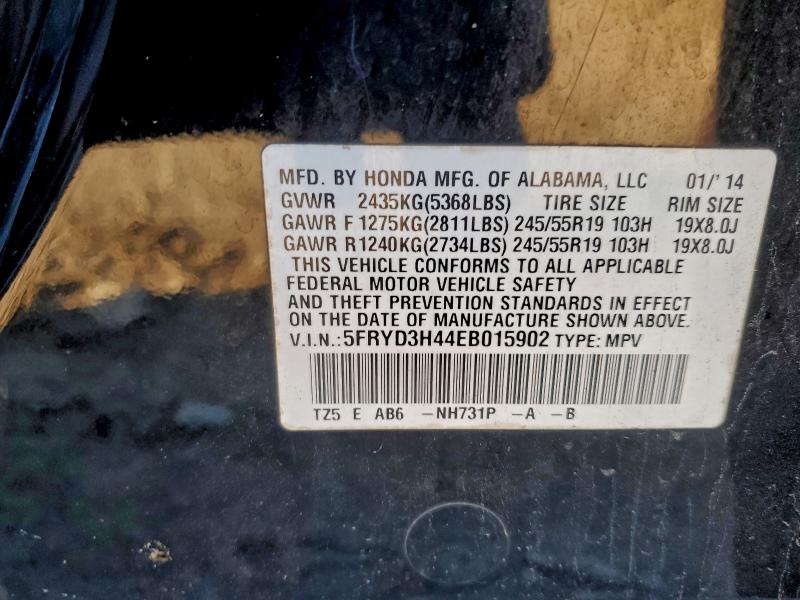 MFD. BY HONDA MFG. OF ALABAMA, LLC 01/' 14
GVWR 2435KG(5368LBS) TIRE SIZE RIM SIZE
GAWR F 1275KG(2811LBS) 245/55R19 103H 19X8.0J
GAWR R 1240KG(2734LBS) 245/55R19 103H 19X8.0J
THIS VEHICLE CONFORMS TO ALL APPLICABLE
FEDERAL MOTOR VEHICLE SAFETY
AND THEFT PREVENTION STANDARDS IN EFFECT
ON THE DATE OF MANUFACTURE SHOWN ABOVE.
V.I.N.: 5FRYD3H44EB015902 TYPE: MPV
TZ5 E AB6 -NH731P -A -B